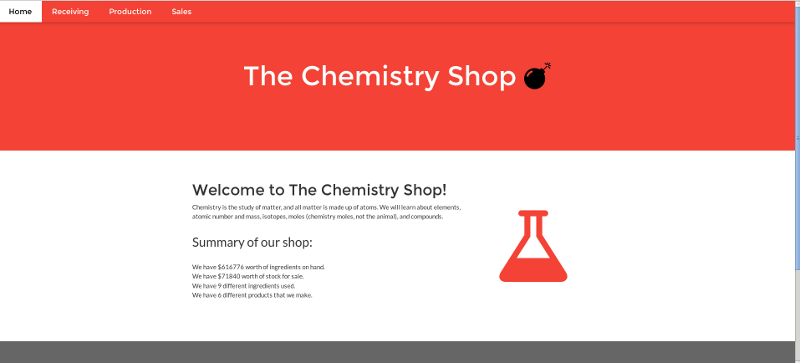 Home Receiving Production Sales
The Chemistry Shop
Welcome to The Chemistry Shop!
Chemistry is the study of matter, and all matter is made up of atoms. We will learn about elements,
atomic number and mass, isotopes, moles (chemistry moles, not the animal), and compounds.
Summary of our shop:
We have $616776 worth of ingredients on hand.
We have $71840 worth of stock for sale.
We have 9 different ingredients used.
We have 6 different products that we make.